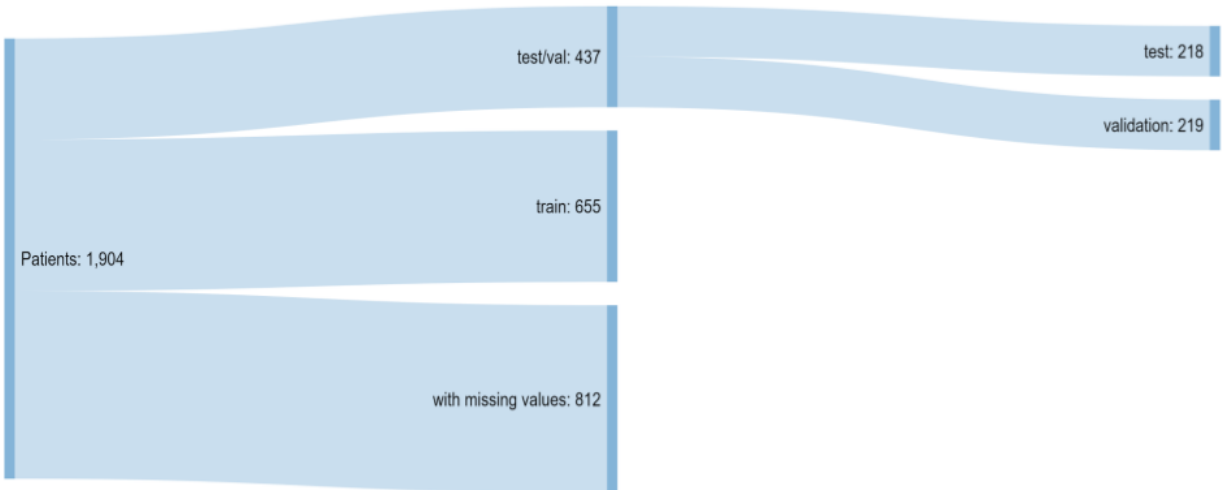 Patients: 1,904
test/val: 437
train: 655
with missing values: 812
test: 218
validation: 219